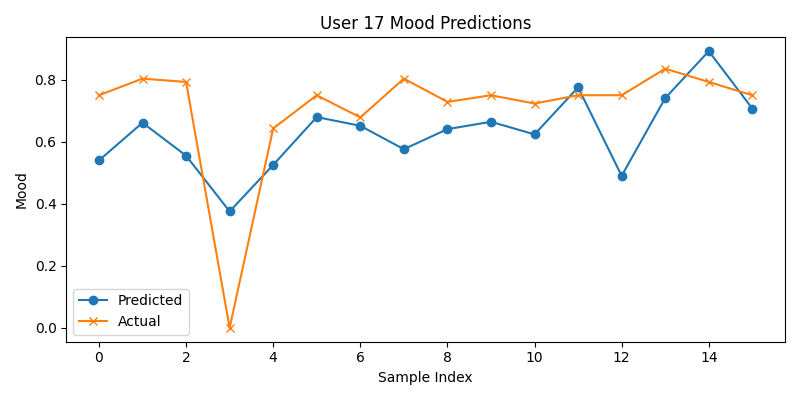 User 17 Mood Predictions
Mood
0.8
0.6
0.4
0.2
0.0
Predicted
Actual
0 2 4 6 8 10 12 14
Sample Index